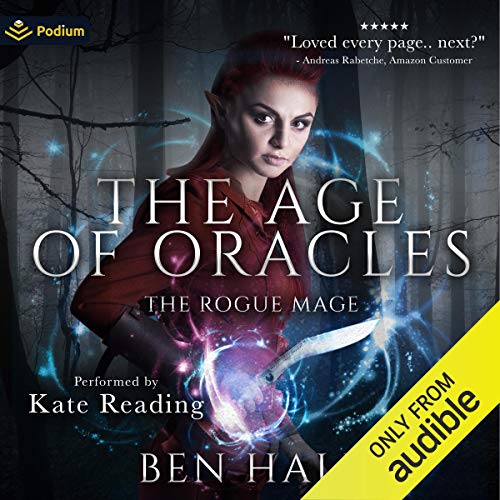 Podium
★★★★★
"Loved every page.. next?"
- Andreas Rabetche, Amazon Customer
THE AGE
OF ORACLES
THE ROGUE MAGE
Performed by
Kate Reading
BEN
ONLY FROM
audible